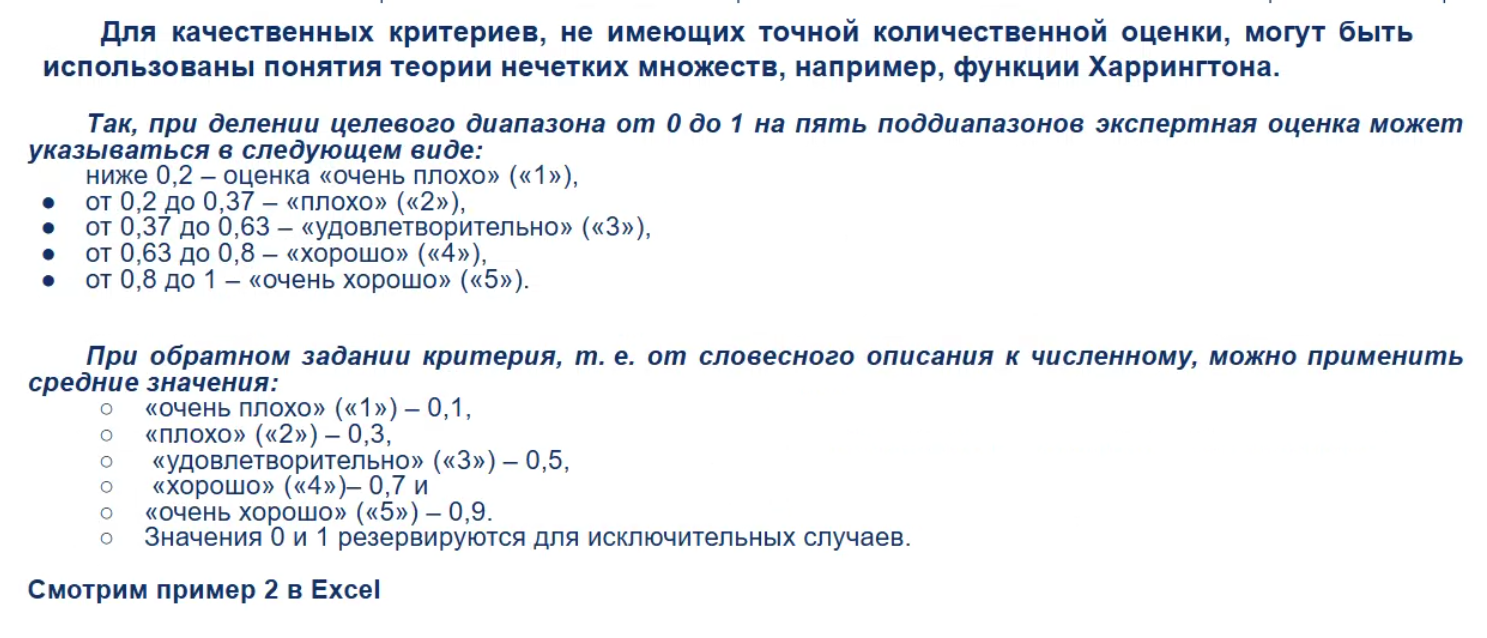 Для качественных критериев, не имеющих точной количественной оценки, могут быть
использованы понятия теории нечетких множеств, например, функции Харрингтона.
Так, при делении целевого диапазона от 0 до 1 на пять поддиапазонов экспертная оценка может
указываться в следующем виде:
ниже 0,2 – оценка «очень плохо» («1»),
● от 0,2 до 0,37 – «плохо» («2»),
● от 0,37 до 0,63 – «удовлетворительно» («3»),
● от 0,63 до 0,8 – «хорошо» («4»),
● от 0,8 до 1 – «очень хорошо» («5»).
При обратном задании критерия, т. е. от словесного описания к численному, можно применить
средние значения:
○ «очень плохо» («1») – 0,1,
○ «плохо» («2») – 0,3,
○ «удовлетворительно» («3») – 0,5,
○ «хорошо» («4»)– 0,7 и
○ «очень хорошо» («5») – 0,9.
○ Значения 0 и 1 резервируются для исключительных случаев.
Смотрим пример 2 в Excel